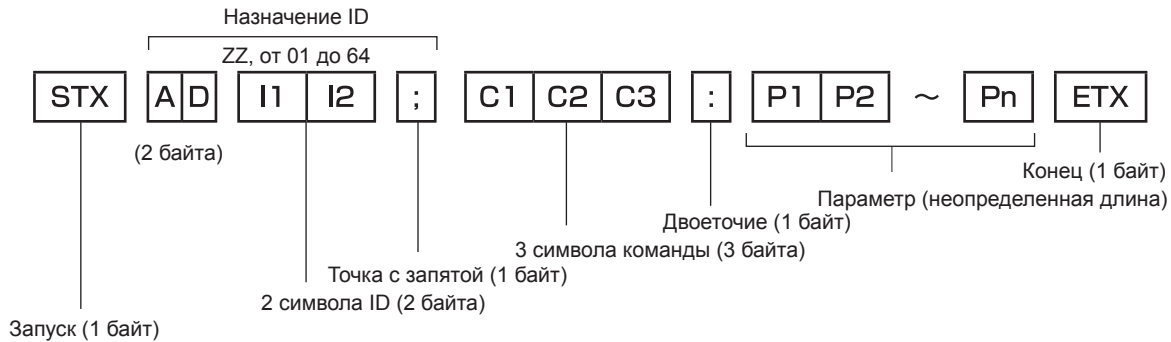 Назначение ID
ZZ, от 01 до 64
STX A D I1 I2 ; C1 C2 C3 : P1 P2 ~ Pn ETX
(2 байта)
Конец (1 байт)
Параметр (неопределенная длина)
Двоеточие (1 байт)
3 символа команды (3 байта)
Точка с запятой (1 байт)
2 символа ID (2 байта)
Запуск (1 байт)